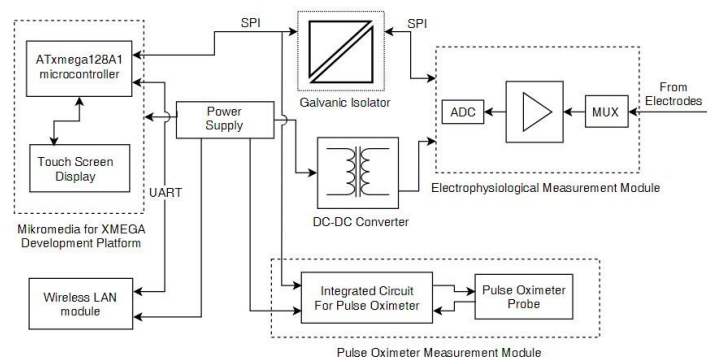 SPI
SPI
ATxmega128A1
microcontroller
Galvanic Isolator
From
Electrodes
Power
Supply
ADC
MUX
Touch Screen
Display
UART
Electrophysiological Measurement Module
DC-DC Converter
Mikromedia for XMEGA
Development Platform
Wireless LAN
module
Integrated Circuit
For Pulse Oximeter
Pulse Oximeter
Probe
Pulse Oximeter Measurement Module